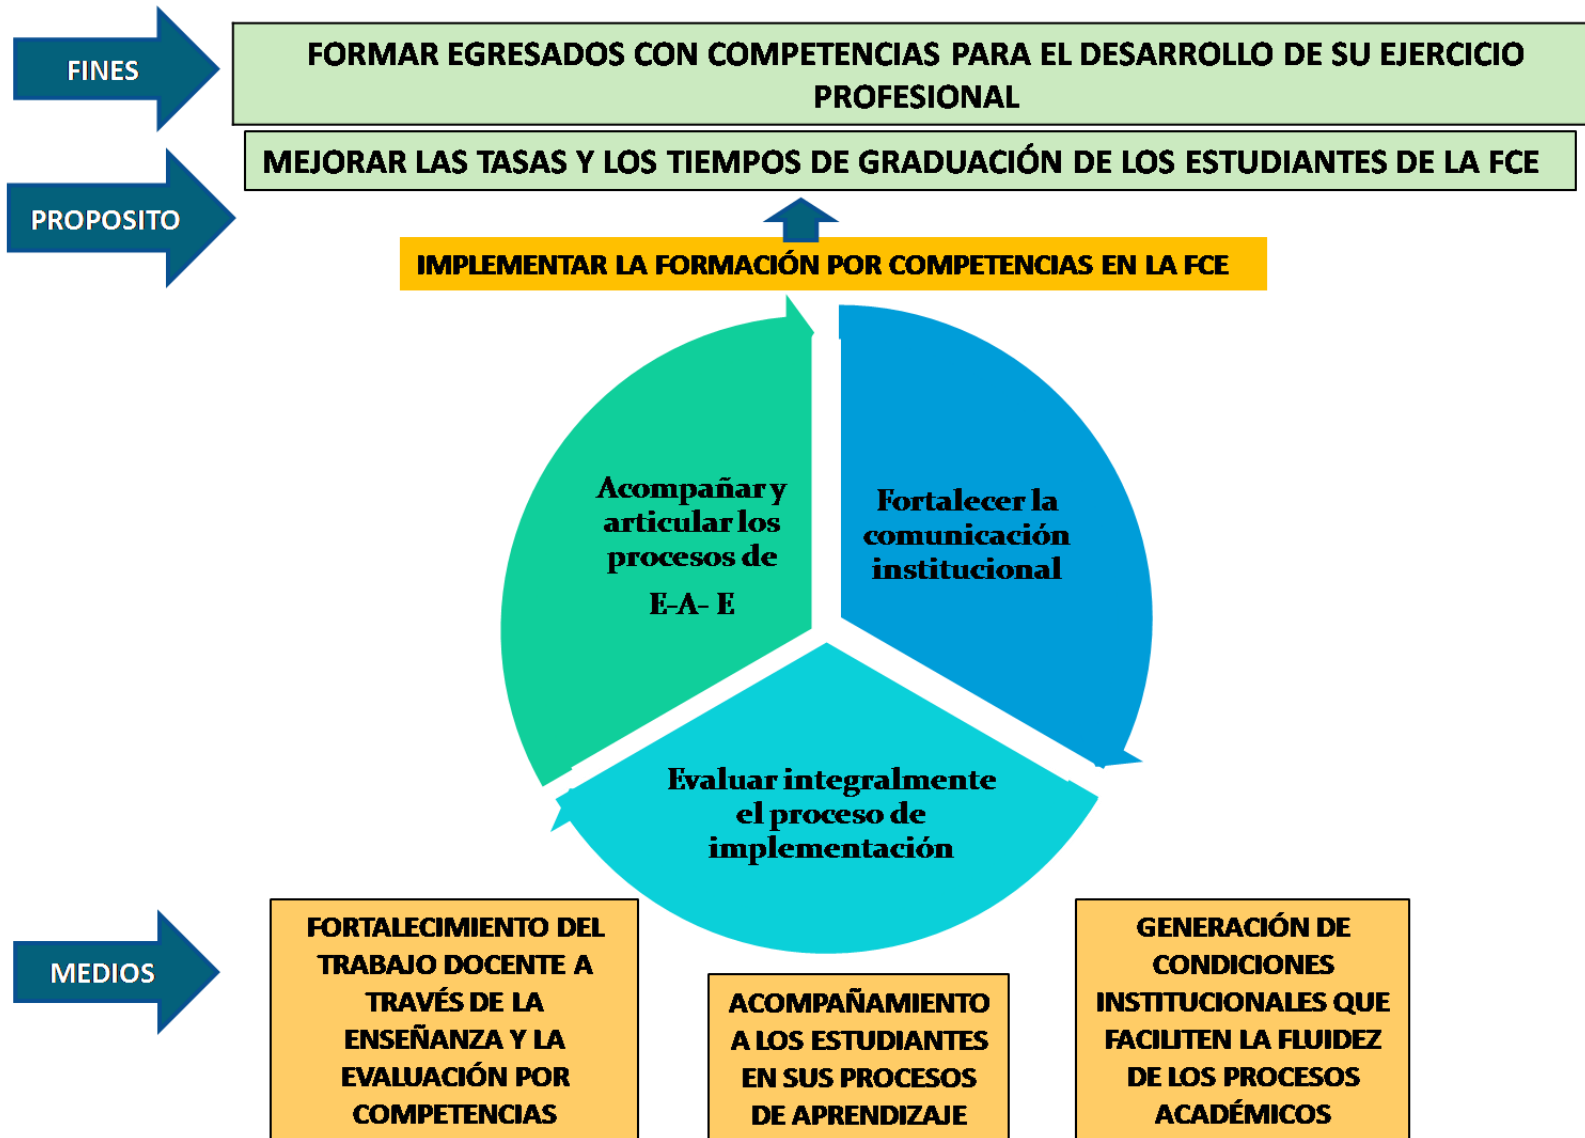 FINES
FORMAR EGRESADOS CON COMPETENCIAS PARA EL DESARROLLO DE SU EJERCICIO
PROFESIONAL
MEJORAR LAS TASAS Y LOS TIEMPOS DE GRADUACIÓN DE LOS ESTUDIANTES DE LA FCE
PROPOSITO
IMPLEMENTAR LA FORMACIÓN POR COMPETENCIAS EN LA FCE
Acompañar y
articular los
procesos de
E-A- E
Fortalecer la
comunicación
institucional
Evaluar integralmente
el proceso de
implementación
MEDIOS
FORTALECIMIENTO DEL
TRABAJO DOCENTE A
TRAVÉS DE LA
ENSEÑANZA Y LA
EVALUACIÓN POR
COMPETENCIAS
ACOMPAÑAMIENTO
A LOS ESTUDIANTES
EN SUS PROCESOS
DE APRENDIZAJE
GENERACIÓN DE
CONDICIONES
INSTITUCIONALES QUE
FACILITEN LA FLUIDEZ
DE LOS PROCESOS
ACADÉMICOS